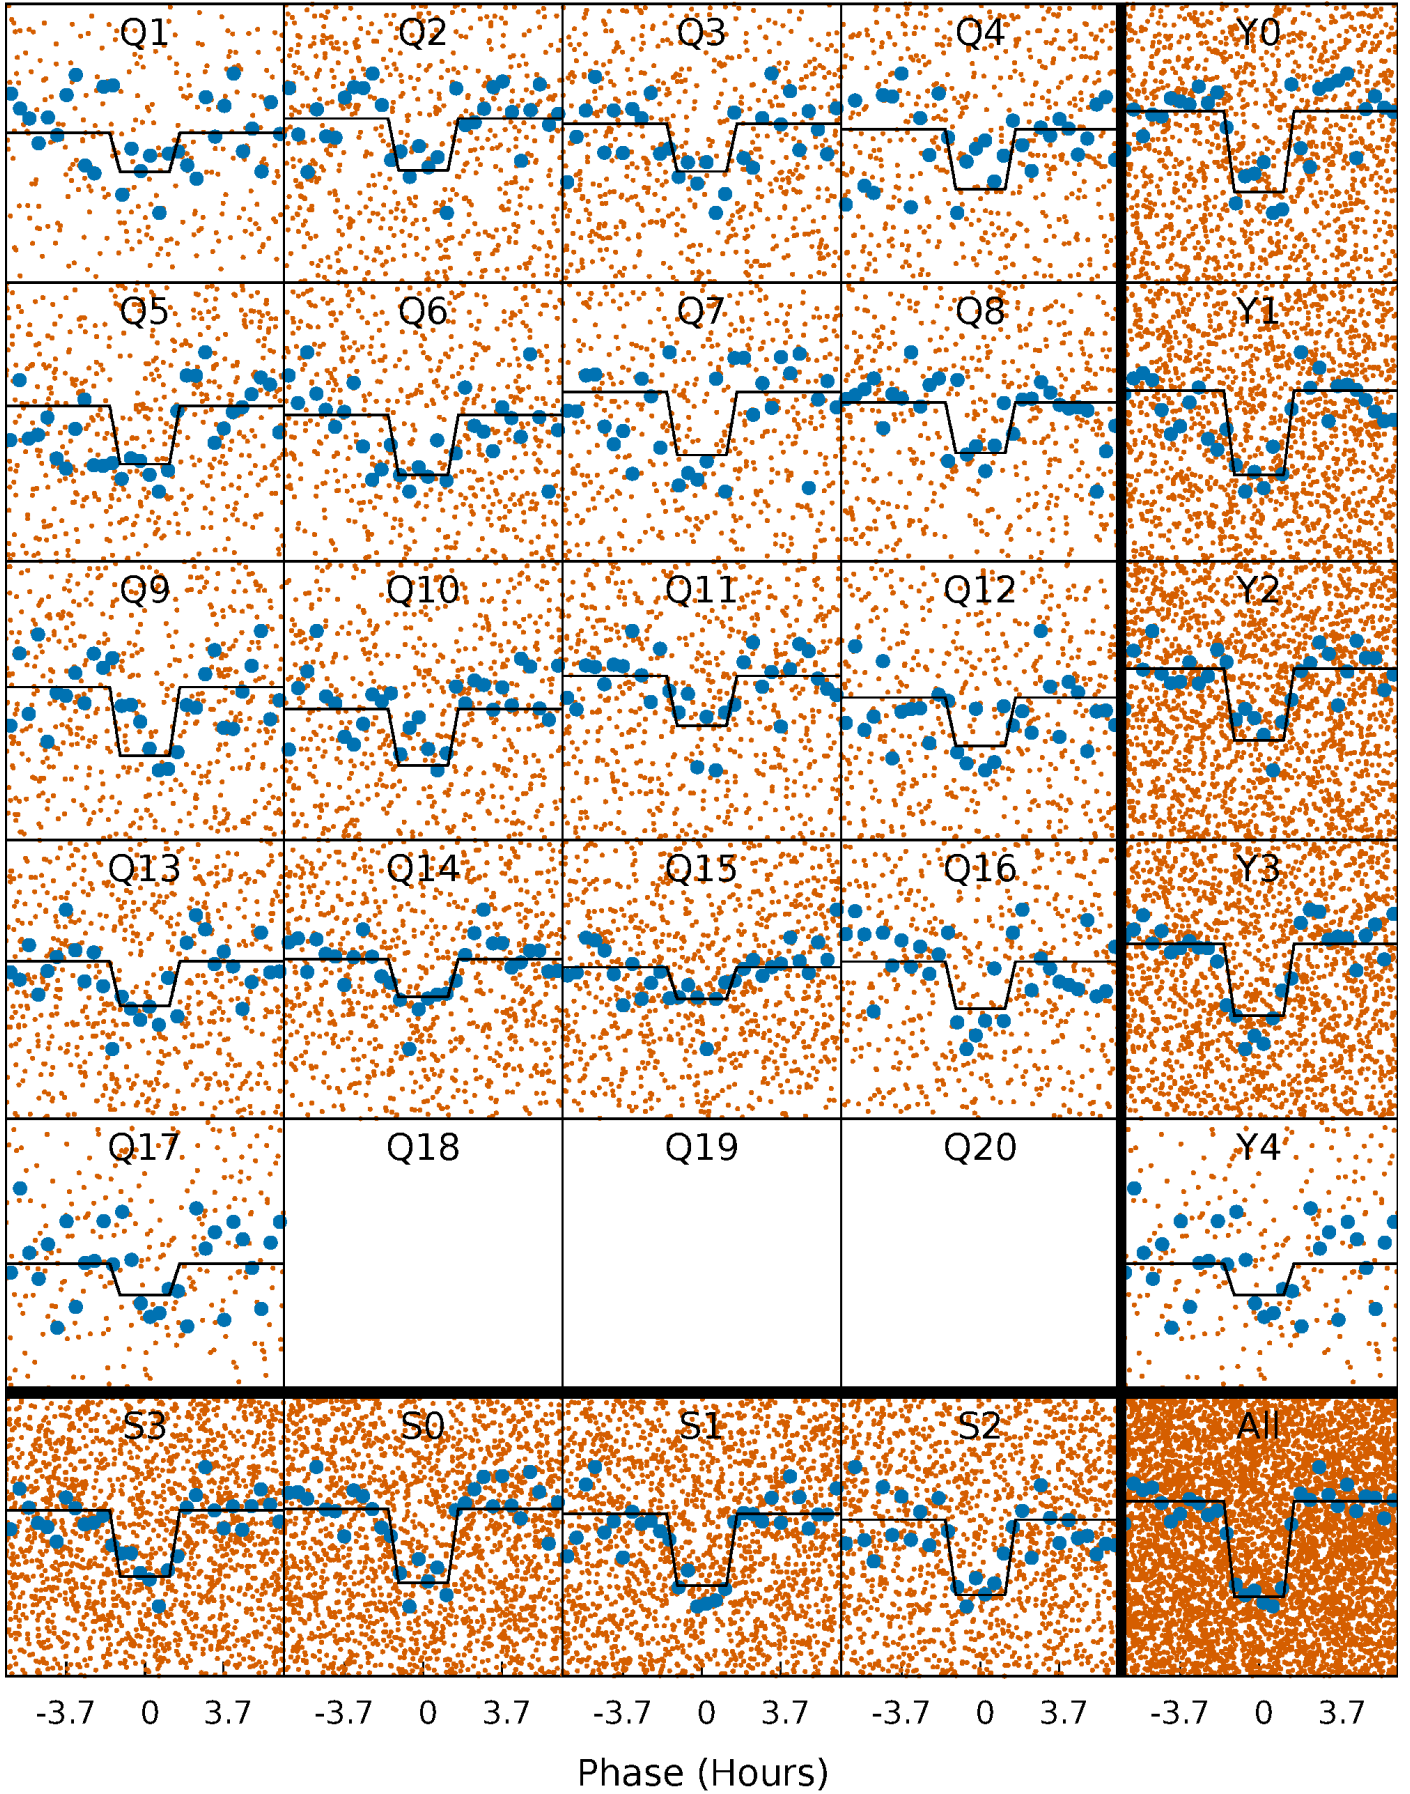 Q1 Q2 Q3 Q4 Y0
Q5 Q6 Q7 Q8 Y1
Q9 Q10 Q11 Q12 Y2
Q13 Q14 Q15 Q16 Y3
Q17 Q18 Q19 Q20 Y4
S3 S0 S1 S2 All
-3.7 0 3.7 -3.7 0 3.7 -3.7 0 3.7 -3.7 0 3.7 -3.7 0 3.7
Phase (Hours)